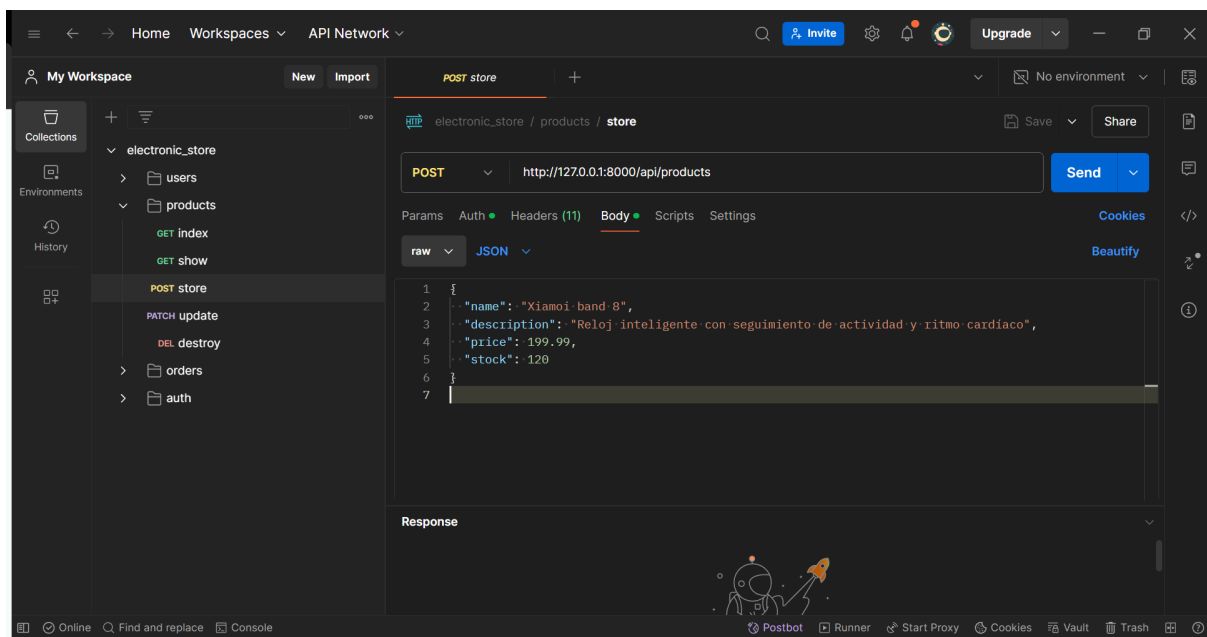 Home Workspaces API Network Invite Upgrade
My Workspace New Import POST store No environment
Collections
Environments
History
electronic_store
users
products
GET index
GET show
POST store
PATCH update
DEL destroy
orders
auth
HTTP electronic_store / products / store Save Share
POST http://127.0.0.1:8000/api/products Send
Params Auth Headers (11) Body Scripts Settings Cookies
raw JSON Beautify
1 {
2 "name": "Xiamoi band 8",
3 "description": "Reloj inteligente con seguimiento de actividad y ritmo cardíaco",
4 "price": 199.99,
5 "stock": 120
6 }
7
Response
Online Find and replace Console Postbot Runner Start Proxy Cookies Vault Trash